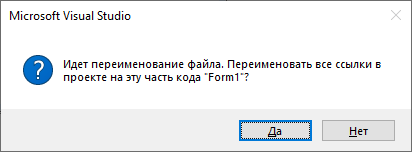 Microsoft Visual Studio
Идет переименование файла. Переименовать все ссылки в
проекте на эту часть кода "Form1"?
Да
Нет